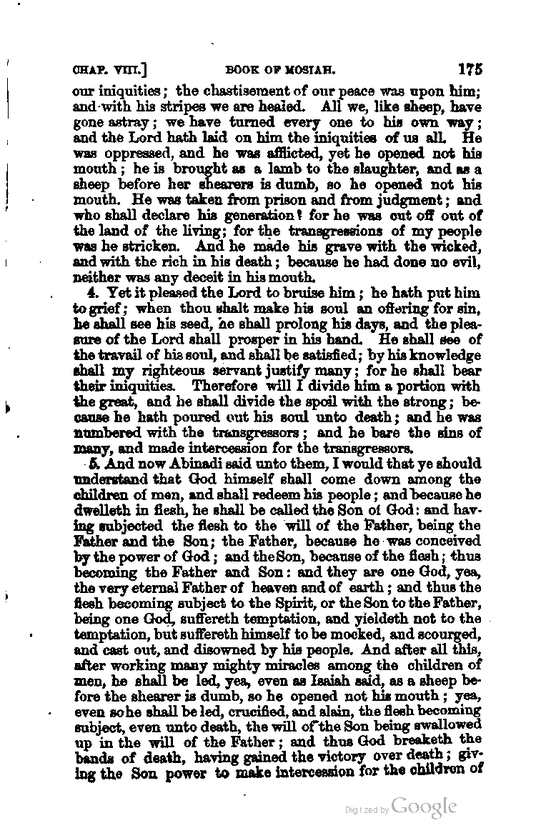 CHAP. VIII.] BOOK OF MOSIAH. 175
our iniquities; the chastisement of our peace was upon him;
and with his stripes we are healed. All we, like sheep, have
gone astray; we have turned every one to his own way;
and the Lord hath laid on him the iniquities of us all. He
was oppressed, and he was afflicted, yet he opened not his
mouth; he is brought as a lamb to the slaughter, and as a
sheep before her shearers is dumb, so he opened not his
mouth. He was taken from prison and from judgment; and
who shall declare his generation? for he was cut off out of
the land of the living; for the transgressions of my people
was he stricken. And he made his grave with the wicked,
and with the rich in his death; because he had done no evil,
neither was any deceit in his mouth.
4. Yet it pleased the Lord to bruise him; he hath put him
to grief; when thou shalt make his soul an offering for sin,
he shall see his seed, he shall prolong his days, and the plea-
sure of the Lord shall prosper in his hand. He shall see of
the travail of his soul, and shall be satisfied; by his knowledge
shall my righteous servant justify many; for he shall bear
their iniquities. Therefore will I divide him a portion with
the great, and he shall divide the spoil with the strong; be-
cause he hath poured out his soul unto death; and he was
numbered with the transgressors; and he bare the sins of
many, and made intercession for the transgressors.
5. And now Abinadi said unto them, I would that ye should
understand that God himself shall come down among the
children of men, and shall redeem his people; and because he
dwelleth in flesh, he shall be called the Son of God: and hav-
ing subjected the flesh to the will of the Father, being the
Father and the Son; the Father, because he was conceived
by the power of God; and the Son, because of the flesh; thus
becoming the Father and Son: and they are one God, yea,
the very eternal Father of heaven and of earth; and thus the
flesh becoming subject to the Spirit, or the Son to the Father,
being one God, suffereth temptation, and yieldeth not to the
temptation, but suffereth himself to be mocked, and scourged,
and cast out, and disowned by his people. And after all this,
after working many mighty miracles among the children of
men, he shall be led, yea, even as Isaiah said, as a sheep be-
fore the shearer is dumb, so he opened not his mouth; yea,
even so he shall be led, crucified, and slain, the flesh becoming
subject, even unto death, the will of the Son being swallowed
up in the will of the Father; and thus God breaketh the
bands of death, having gained the victory over death; giv-
ing the Son power to make intercession for the children of
Digitized by Google